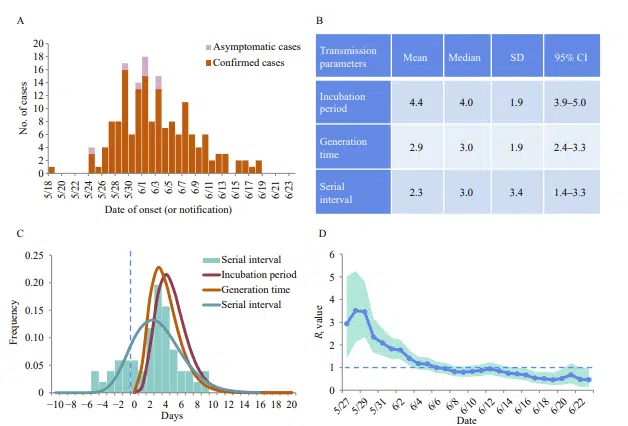 A
Asymptomatic cases
Confirmed cases
No. of cases
20
18
16
14
12
10
8
6
4
2
0
5/18
5/20
5/22
5/24
5/26
5/28
5/30
6/1
6/3
6/5
6/7
6/9
6/11
6/13
6/15
6/17
6/19
6/21
6/23
Date of onset (or notification)
B
Transmission parameters Mean Median SD 95% CI
Incubation period 4.4 4.0 1.9 3.9–5.0
Generation time 2.9 3.0 1.9 2.4–3.3
Serial interval 2.3 3.0 3.4 1.4–3.3
C
Serial interval
Incubation period
Generation time
Serial interval
Frequency
0.25
0.20
0.15
0.10
0.05
0
−10 −8 −6 −4 −2 0 2 4 6 8 10 12 14 16 18 20
Days
D
R value
6
5
4
3
2
1
0
5/27
5/29
5/31
6/2
6/4
6/6
6/8
6/10
6/12
6/14
6/16
6/18
6/20
6/22
Date